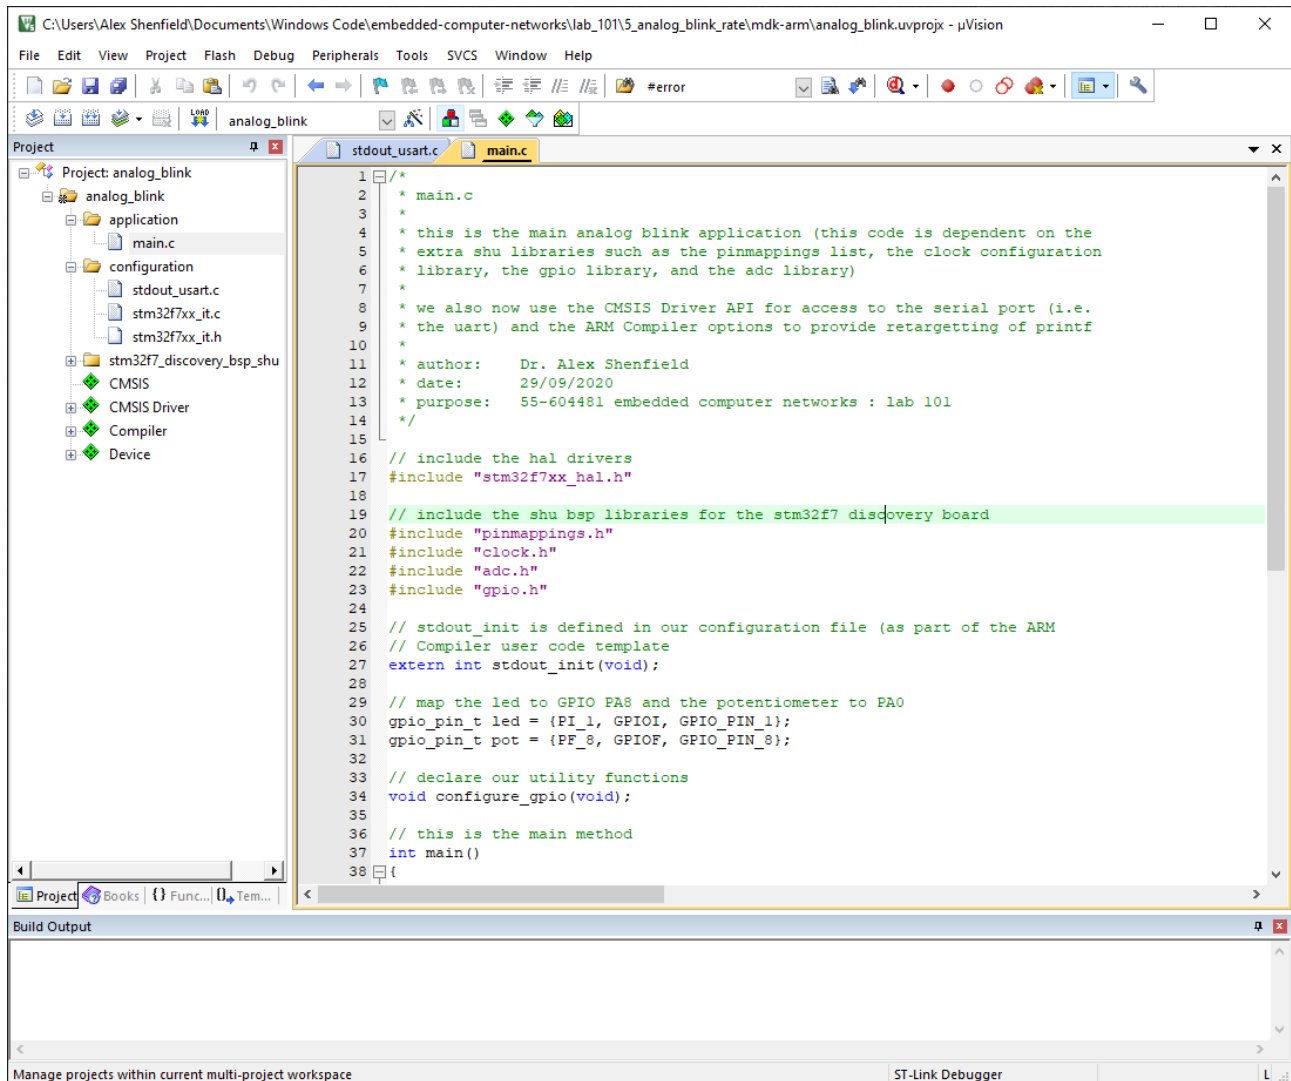 C:\Users\Alex Shenfield\Documents\Windows Code\embedded-computer-networks\lab_101\5_analog_blink_rate\mdk-arm\analog_blink.uvprojx - µVision
File Edit View Project Flash Debug Peripherals Tools SVCS Window Help
#error
LOAD analog_blink
Project
Project: analog_blink
analog_blink
application
main.c
configuration
stdout_usart.c
stm32f7xx_it.c
stm32f7xx_it.h
stm32f7_discovery_bsp_shu
CMSIS
CMSIS Driver
Compiler
Device
Project Books {} Func... Tem...
stdout_usart.c main.c
1 /*
2 * main.c
3 *
4 * this is the main analog blink application (this code is dependent on the
5 * extra shu libraries such as the pinmappings list, the clock configuration
6 * library, the gpio library, and the adc library)
7 *
8 * we also now use the CMSIS Driver API for access to the serial port (i.e.
9 * the uart) and the ARM Compiler options to provide retargetting of printf
10 *
11 * author: Dr. Alex Shenfield
12 * date: 29/09/2020
13 * purpose: 55-604481 embedded computer networks : lab 101
14 */
15
16 // include the hal drivers
17 #include "stm32f7xx_hal.h"
18
19 // include the shu bsp libraries for the stm32f7 discovery board
20 #include "pinmappings.h"
21 #include "clock.h"
22 #include "adc.h"
23 #include "gpio.h"
24
25 // stdout_init is defined in our configuration file (as part of the ARM
26 // Compiler user code template
27 extern int stdout_init(void);
28
29 // map the led to GPIO PA8 and the potentiometer to PA0
30 gpio_pin_t led = {PI_1, GPIOI, GPIO_PIN_1};
31 gpio_pin_t pot = {PF_8, GPIOF, GPIO_PIN_8};
32
33 // declare our utility functions
34 void configure_gpio(void);
35
36 // this is the main method
37 int main()
38 {
Build Output
Manage projects within current multi-project workspace ST-Link Debugger L